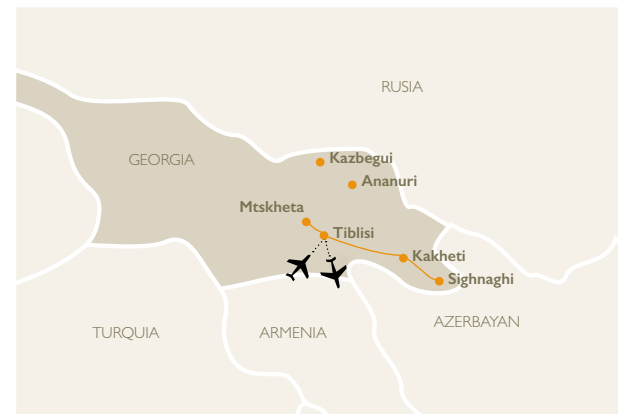 RUSIA
GEORGIA
Kazbegui
Ananuri
Mtskheta
Tiblisi
Kakheti
Sighnaghi
TURQUIA
ARMENIA
AZERBAYAN